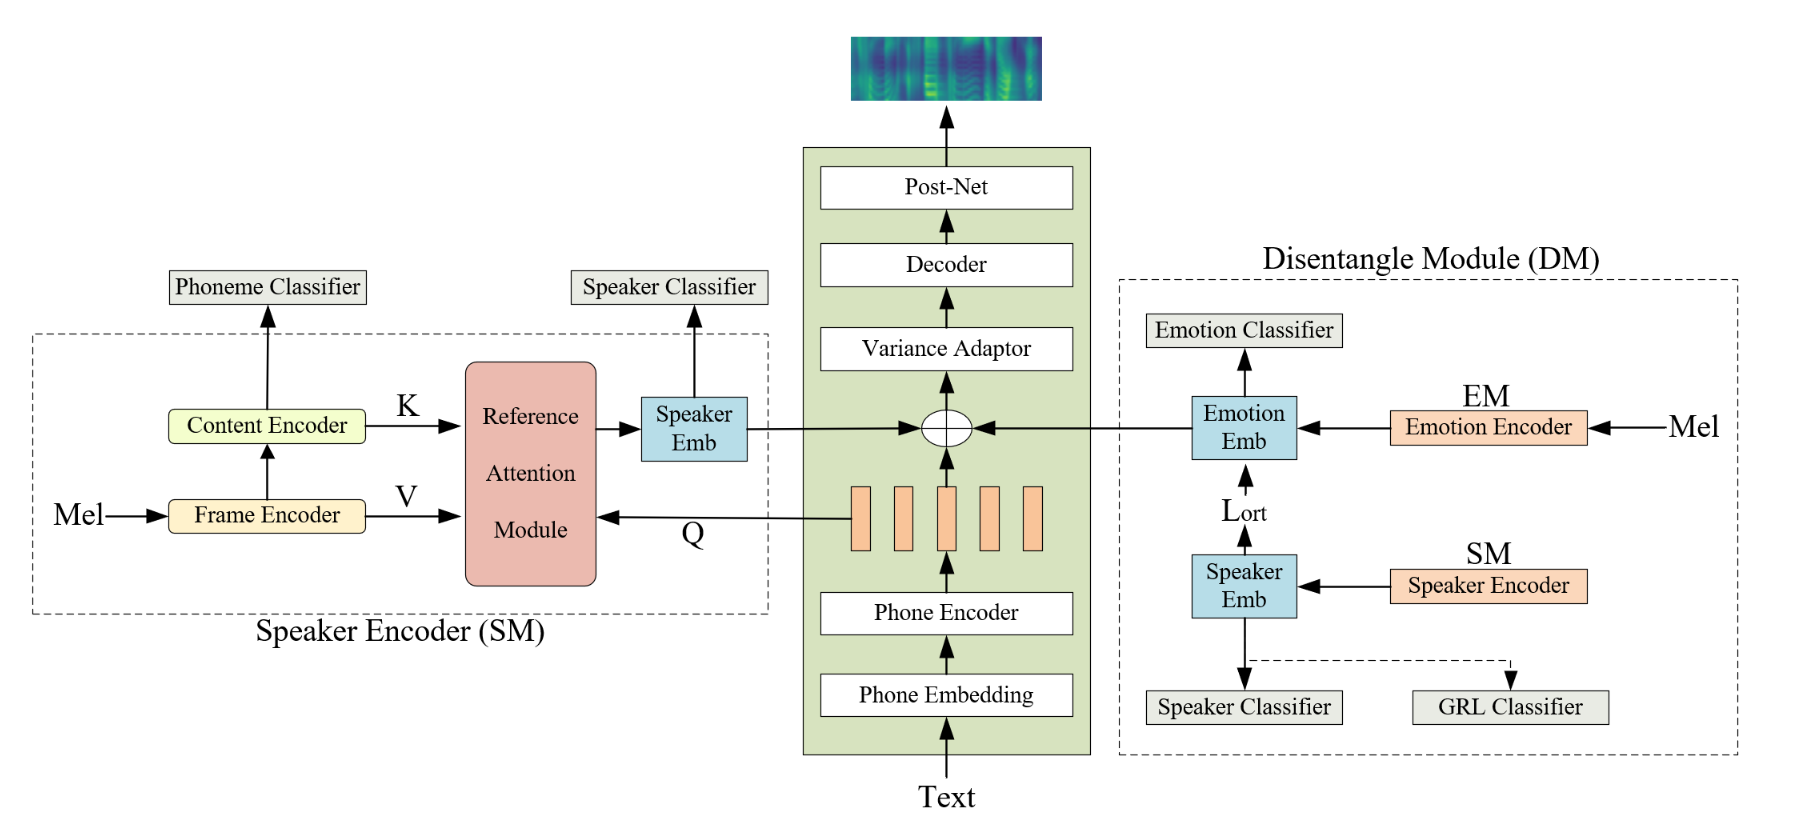 Post-Net
Decoder
Variance Adaptor
Phone Encoder
Phone Embedding
Text
Phoneme Classifier
Speaker Classifier
Content Encoder
K
Reference
Attention
Module
Speaker
Emb
Mel
Frame Encoder
V
Q
Speaker Encoder (SM)
Disentangle Module (DM)
Emotion Classifier
Emotion
Emb
EM
Emotion Encoder
Mel
Lort
Speaker
Emb
SM
Speaker Encoder
Speaker Classifier
GRL Classifier